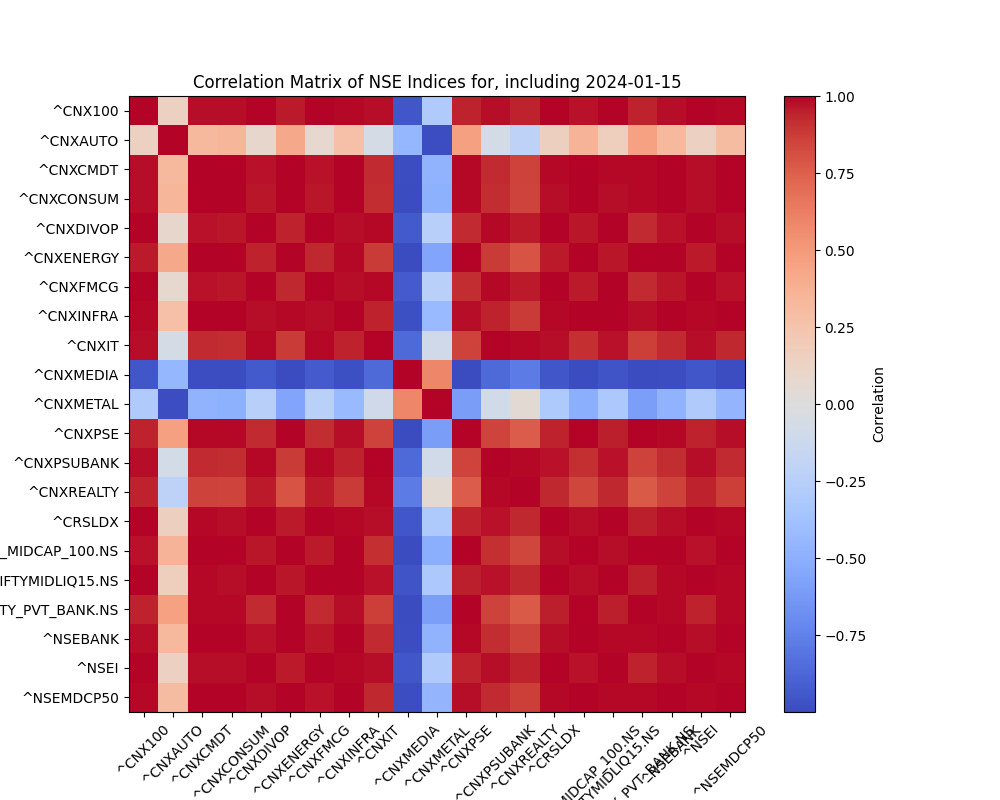 Correlation Matrix of NSE Indices for, including 2024-01-15
^CNX100
^CNXAUTO
^CNXCMDT
^CNXCONSUM
^CNXDIVOP
^CNXENERGY
^CNXFMCG
^CNXINFRA
^CNXIT
^CNXMEDIA
^CNXMETAL
^CNXPSE
^CNXPSUBANK
^CNXREALTY
^CRSLDX
_MIDCAP_100.NS
IFTYMIDLIQ15.NS
TY_PVT_BANK.NS
^NSEBANK
^NSEI
^NSEMDCP50
^CNX100
^CNXAUTO
^CNXCMDT
^CNXCONSUM
^CNXDIVOP
^CNXENERGY
^CNXFMCG
^CNXINFRA
^CNXIT
^CNXMEDIA
^CNXMETAL
^CNXPSE
^CNXPSUBANK
^CNXREALTY
^CRSLDX
MIDCAP_100.NS
TYMIDLIQ15.NS
_PVT_BANK.NS
^NSEBANK
^NSEI
^NSEMDCP50
1.00
0.75
0.50
0.25
0.00
−0.25
−0.50
−0.75
Correlation